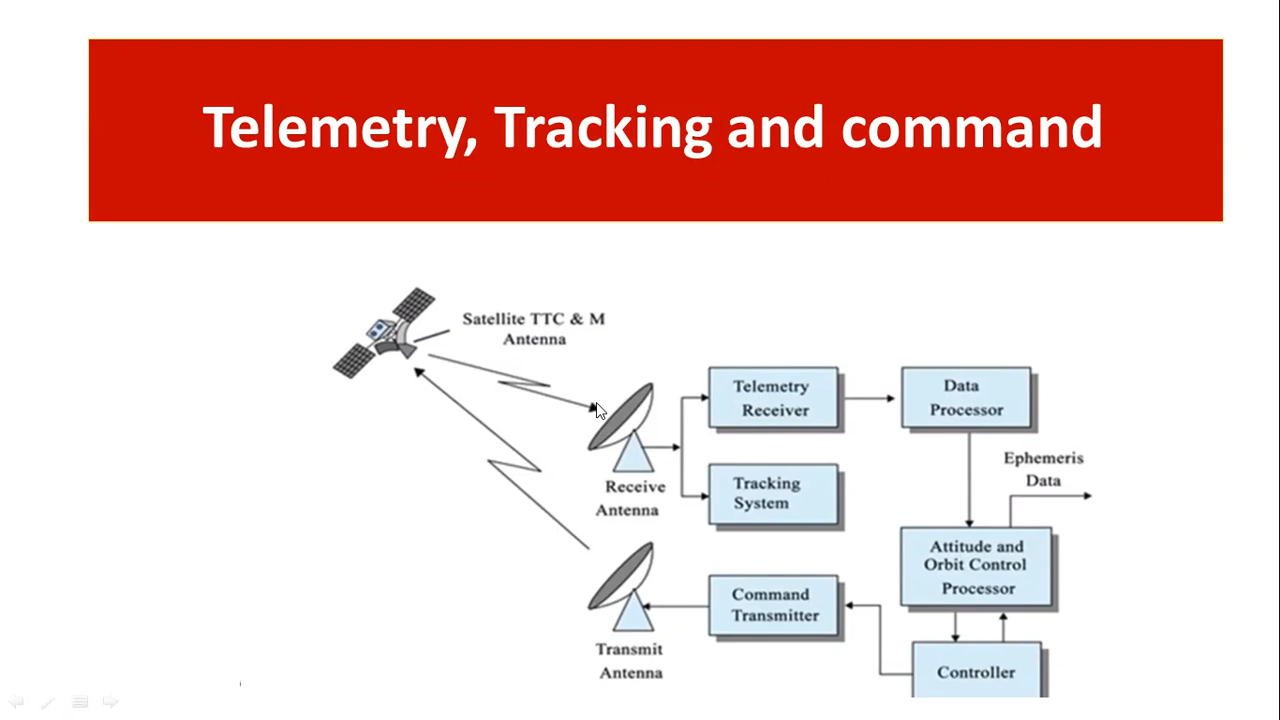 Telemetry, Tracking and command
Satellite TTC & M
Antenna
Telemetry
Receiver
Data
Processor
Ephemeris
Data
Tracking
System
Receive
Antenna
Attitude and
Orbit Control
Processor
Command
Transmitter
Transmit
Antenna
Controller